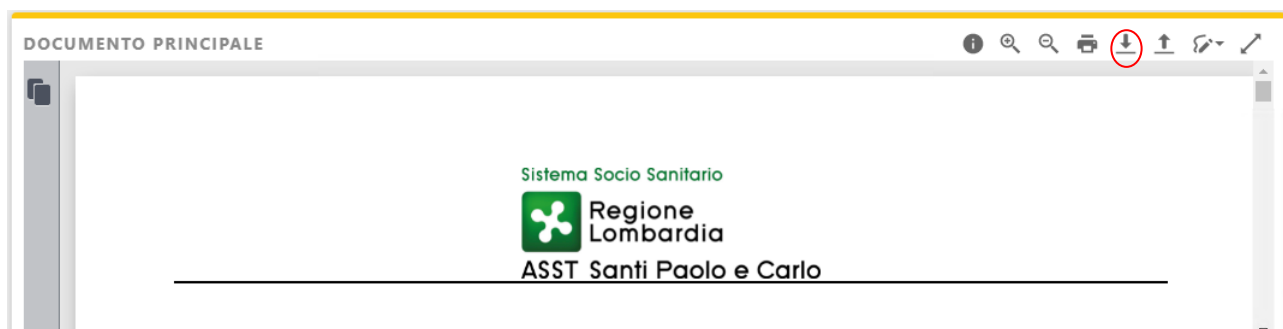 DOCUMENTO PRINCIPALE
Sistema Socio Sanitario
Regione
Lombardia
ASST Santi Paolo e Carlo